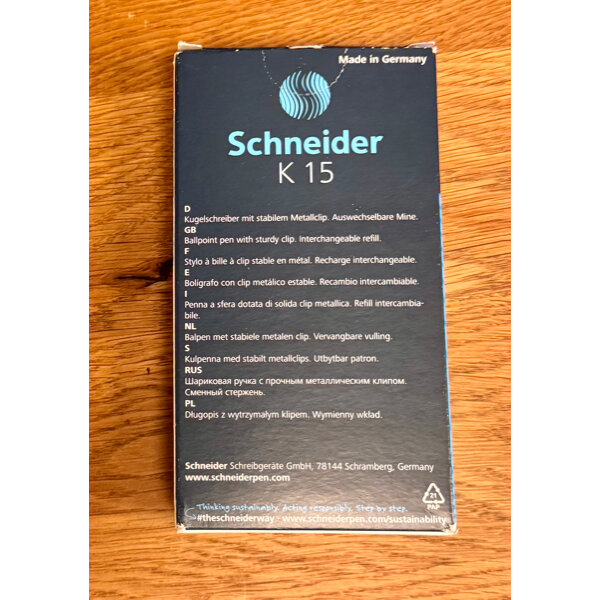 Made in Germany
Schneider
K 15
D
Kugelschreiber mit stabilem Metallclip. Auswechselbare Mine.
GB
Ballpoint pen with sturdy clip. Interchangeable refill.
F
Stylo à bille à clip stable en métal. Recharge interchangeable.
E
Bolígrafo con clip metálico estable. Recambio intercambiable.
I
Penna a sfera dotata di solida clip metallica. Refill intercambia-
bile.
NL
Balpen met stabiele metalen clip. Vervangbare vulling.
S
Kulpenna med stabilt metallclips. Utbytbar patron.
RUS
Шариковая ручка с прочным металлическим клипом.
Сменный стержень.
PL
Długopis z wytrzymałym klipem. Wymienny wkład.
Schneider Schreibgeräte GmbH, 78144 Schramberg, Germany
www.schneiderpen.com
21
PAP
Thinking sustainably. Acting responsibly. Step by step.
#theschneiderway - www.schneiderpen.com/sustainability